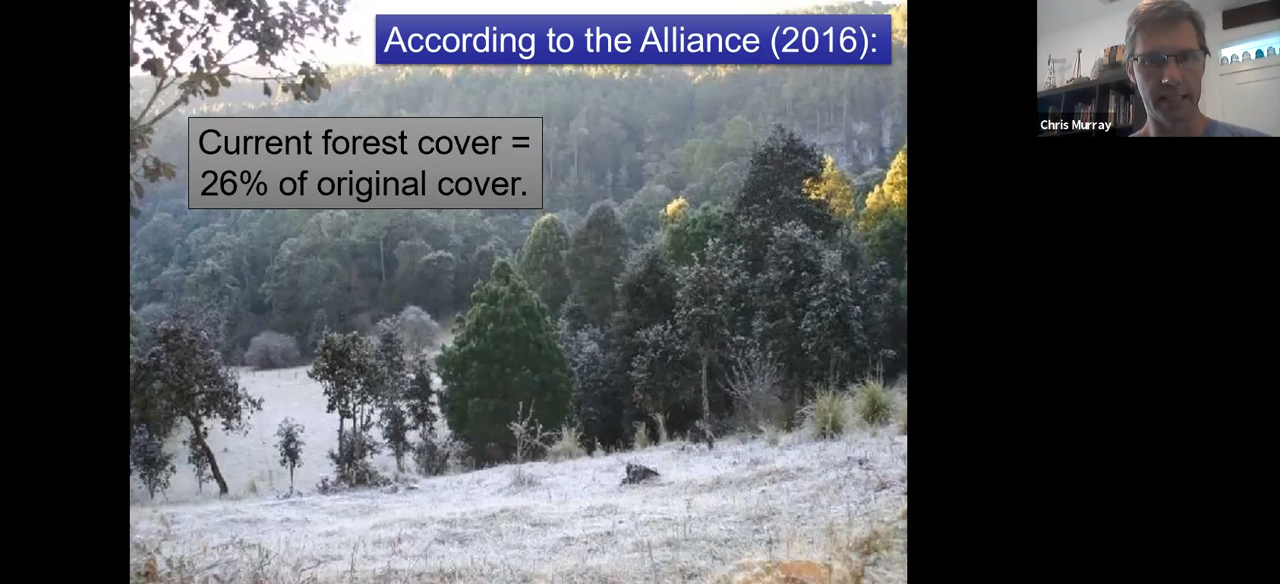 According to the Alliance (2016):
Current forest cover =
26% of original cover.
Chris Murray